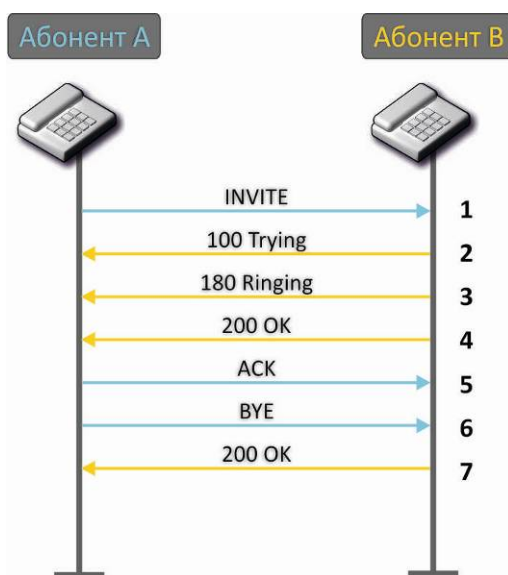 Абонент А
Абонент В
INVITE
1
100 Trying
2
180 Ringing
3
200 OK
4
ACK
5
BYE
6
200 OK
7